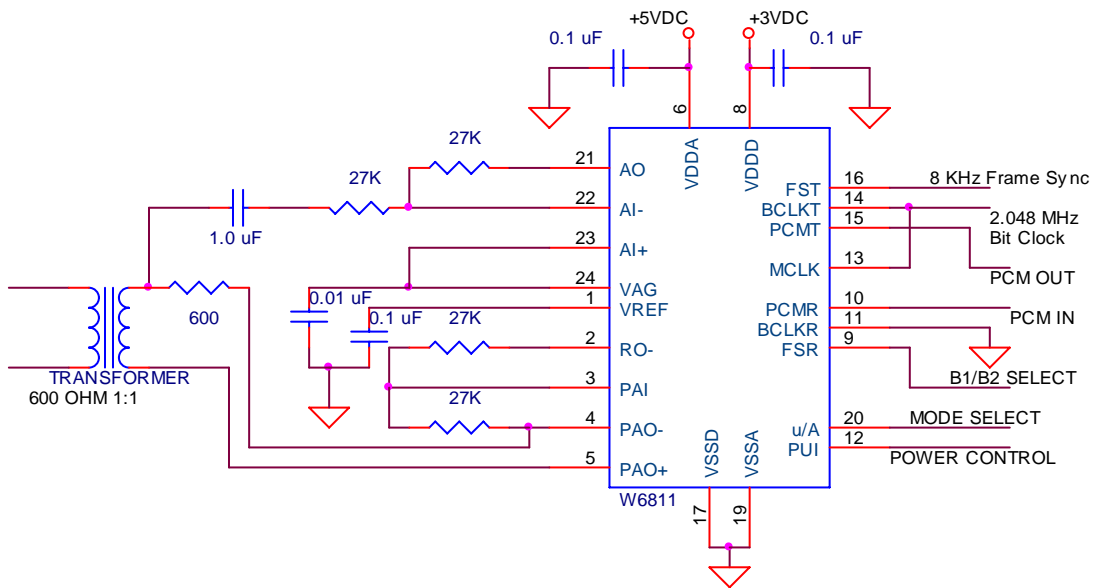 +5VDC
+3VDC
0.1 uF
0.1 uF
6
8
VDDA
VDDD
27K
21
AO
27K
22
AI-
1.0 uF
23
AI+
24
VAG
1
VREF
0.01 uF
0.1 uF
600
27K
2
RO-
3
PAI
27K
4
PAO-
5
PAO+
TRANSFORMER
600 OHM 1:1
W6811
FST
16
8 KHz Frame Sync
BCLKT
14
PCMT
15
2.048 MHz
Bit Clock
MCLK
13
PCM OUT
PCMR
10
PCM IN
BCLKR
11
FSR
9
B1/B2 SELECT
u/A
20
MODE SELECT
PUI
12
POWER CONTROL
VSSD
VSSA
17
19